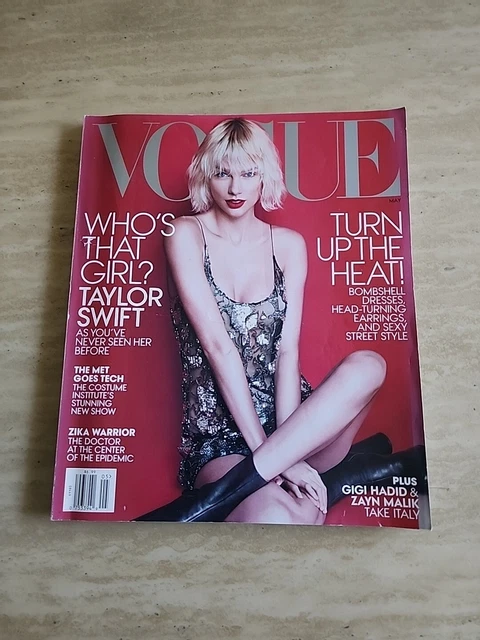 VOGUE
MAY
WHO'S
THAT
GIRL?
TAYLOR
SWIFT
AS YOU'VE
NEVER SEEN HER
BEFORE
THE MET
GOES TECH
THE COSTUME
INSTITUTE'S
STUNNING
NEW SHOW
ZIKA WARRIOR
THE DOCTOR
AT THE CENTER
OF THE EPIDEMIC
TURN
UP THE
HEAT!
BOMBSHELL
DRESSES,
HEAD-TURNING
EARRINGS,
AND SEXY
STREET STYLE
PLUS
GIGI HADID &
ZAYN MALIK
TAKE ITALY